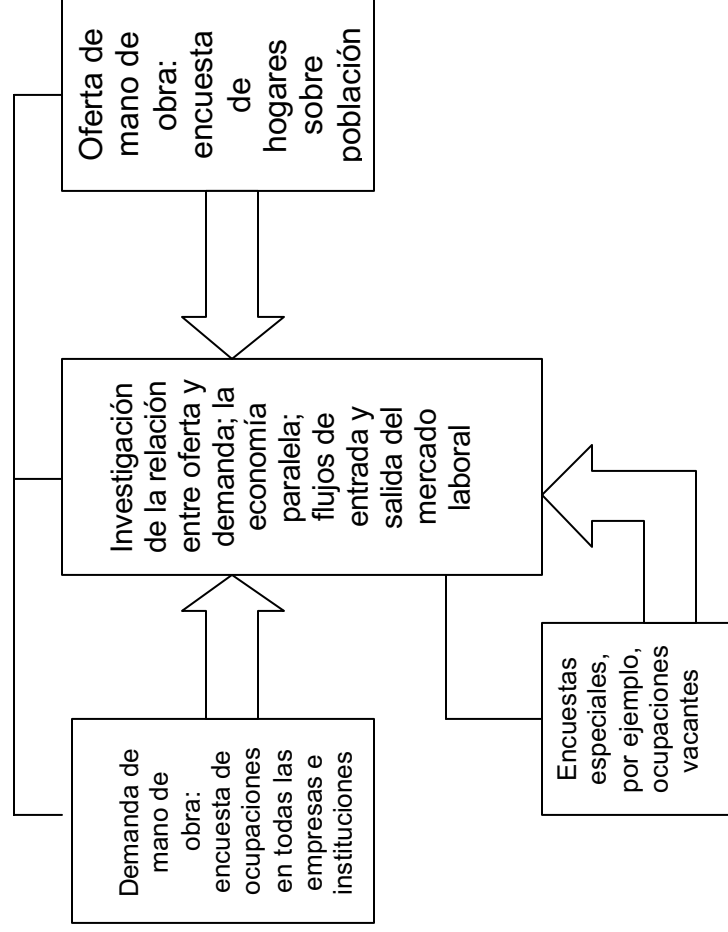 Demanda de
mano de
obra:
encuesta de
ocupaciones
en todas las
empresas e
instituciones
Investigación
de la relación
entre oferta y
demanda; la
economía
paralela;
flujos de
entrada y
salida del
mercado
laboral
Oferta de
mano de
obra:
encuesta
de
hogares
sobre
población
Encuestas
especiales,
por ejemplo,
ocupaciones
vacantes